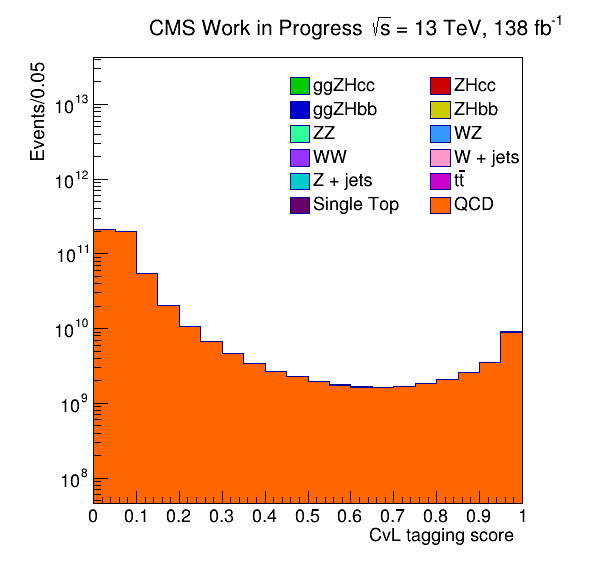 CMS Work in Progress √s = 13 TeV, 138 fb⁻¹
Events/0.05
10¹³
10¹²
10¹¹
10¹⁰
10⁹
10⁸
ggZHcc ZHcc
ggZHbb ZHbb
ZZ WZ
WW W + jets
Z + jets tt̄
Single Top QCD
0 0.1 0.2 0.3 0.4 0.5 0.6 0.7 0.8 0.9 1
CvL tagging score